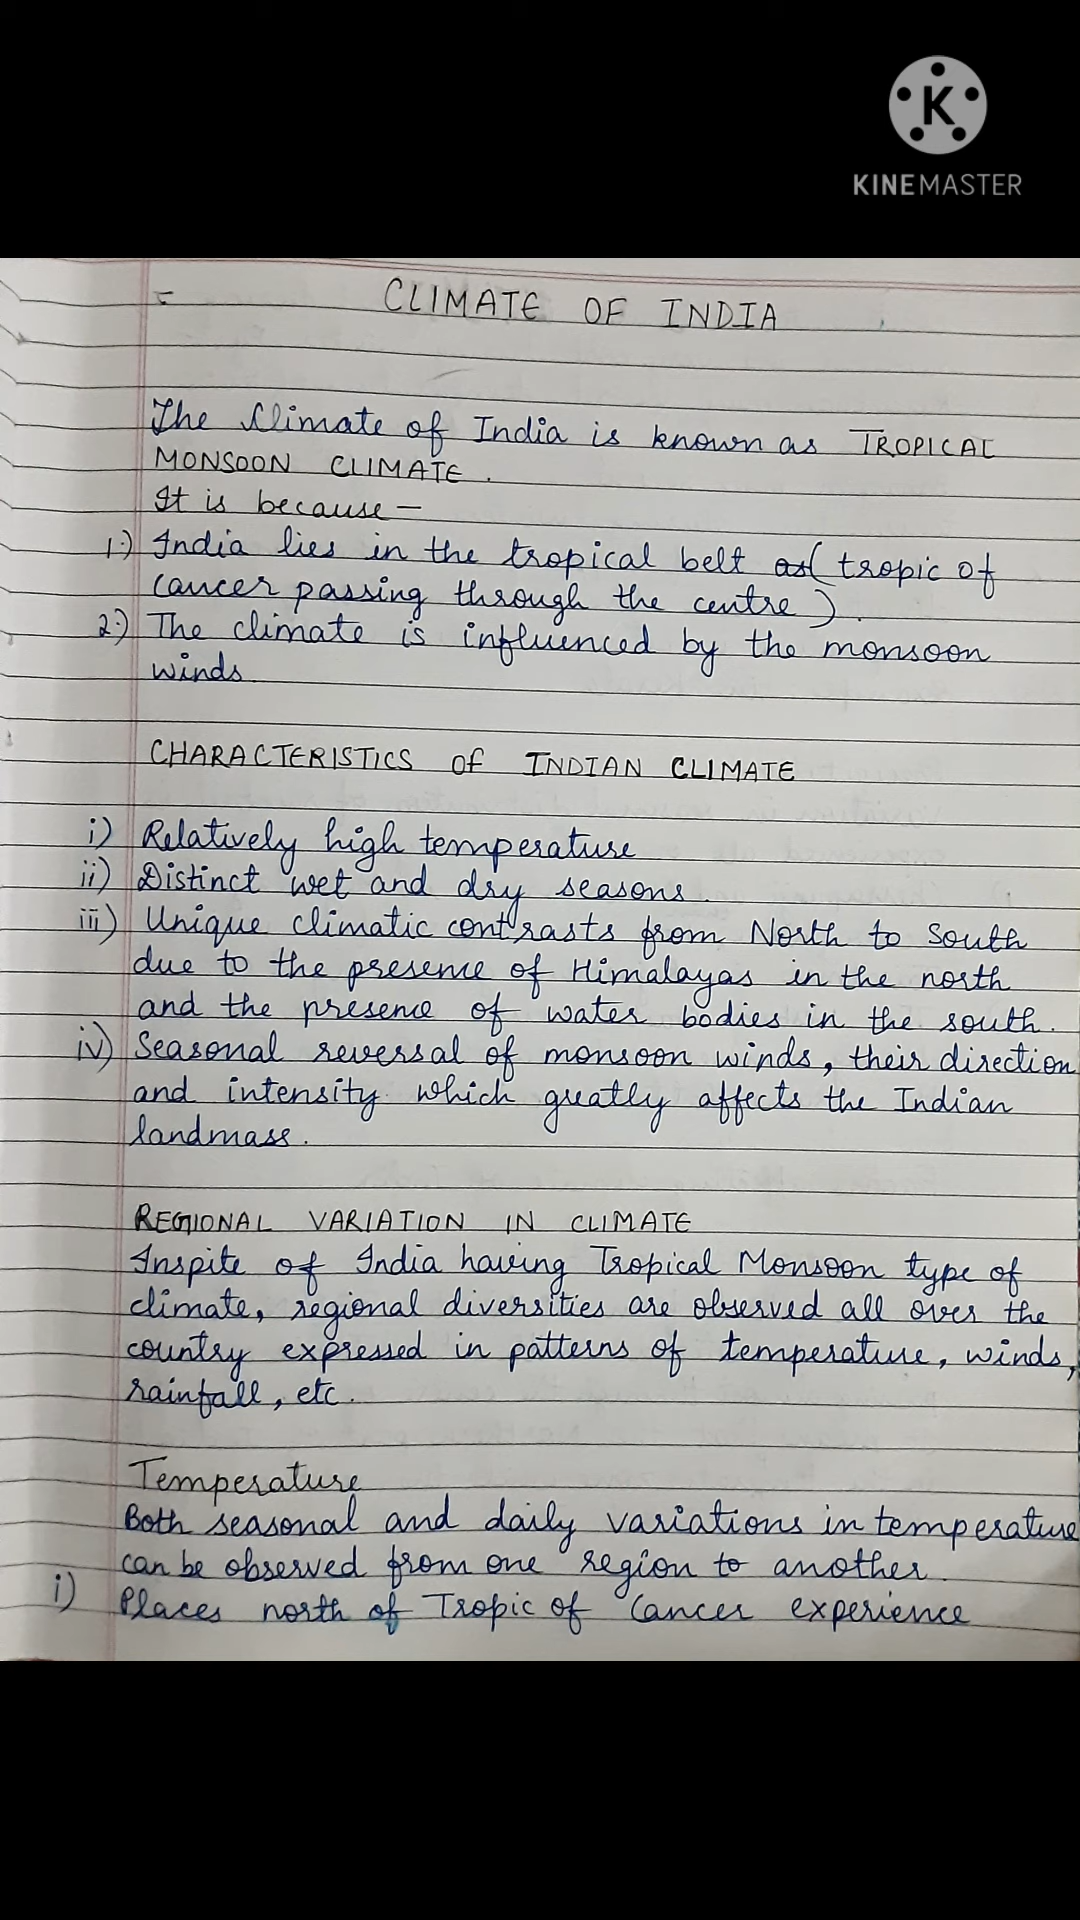 K
KINEMASTER
CLIMATE OF INDIA
The Climate of India is known as TROPICAL
MONSOON CLIMATE.
It is because —
1.) India lies in the tropical belt as( tropic of
Cancer passing through the centre).
2.) The climate is influenced by the monsoon
winds
CHARACTERISTICS Of INDIAN CLIMATE
i) Relatively high temperature
ii) Distinct wet and dry seasons.
iii) Unique climatic contrasts from North to South
due to the presence of Himalayas in the north
and the presence of water bodies in the south.
iv) Seasonal reversal of monsoon winds, their direction
and intensity which greatly affects the Indian
landmass.
REGIONAL VARIATION IN CLIMATE
Inspite of India having Tropical Monsoon type of
climate, regional diversities are observed all over the
country expressed in patterns of temperature, winds,
rainfall, etc.
Temperature
Both seasonal and daily variations in temperature
can be observed from one region to another.
i) Places north of Tropic of Cancer experience